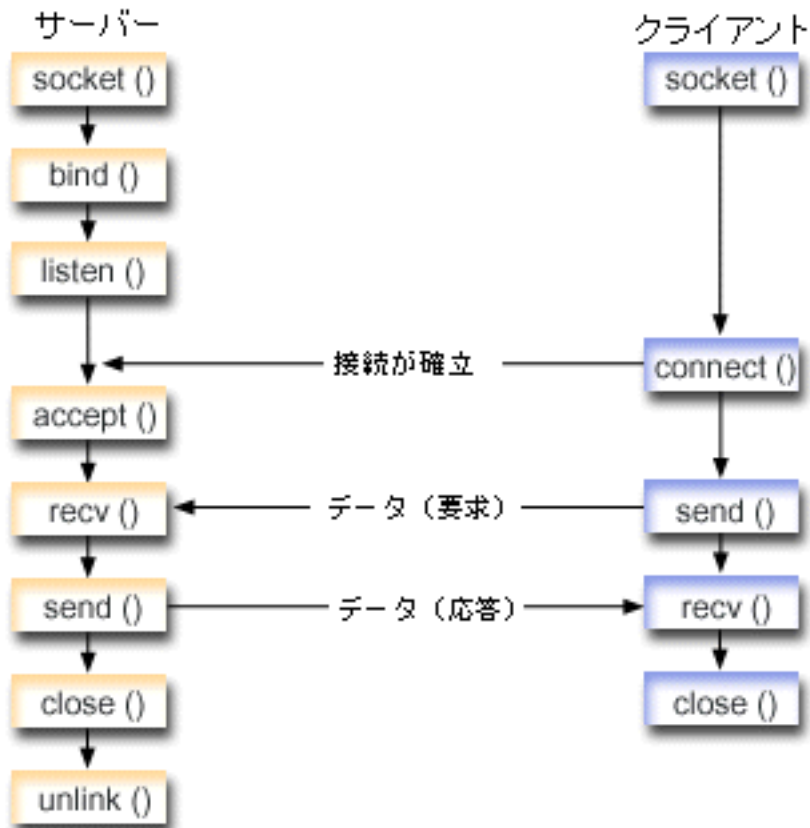 サーバー
クライアント
socket ()
socket ()
bind ()
listen ()
接続が確立
connect ()
accept ()
recv ()
データ（要求）
send ()
send ()
データ（応答）
recv ()
close ()
close ()
unlink ()